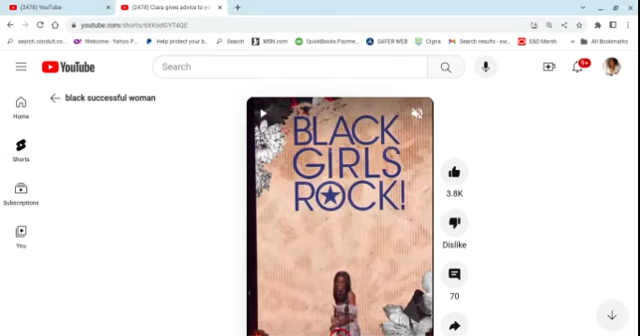 (2478) YouTube
(2478) Ciara gives advice to yo
youtube.com/shorts/
search.conduit.co...
Welcome - Yahoo P...
Help protect your b...
Search
MSN.com
QuickBooks Payme...
SAFER WEB
Cigna
Search results - sw...
E&O Marsh
»
All Bookmarks
YouTube
Search
9+
black successful woman
Home
Shorts
Subscriptions
You
BLACK
GIRLS
ROCK!
3.8K
Dislike
70